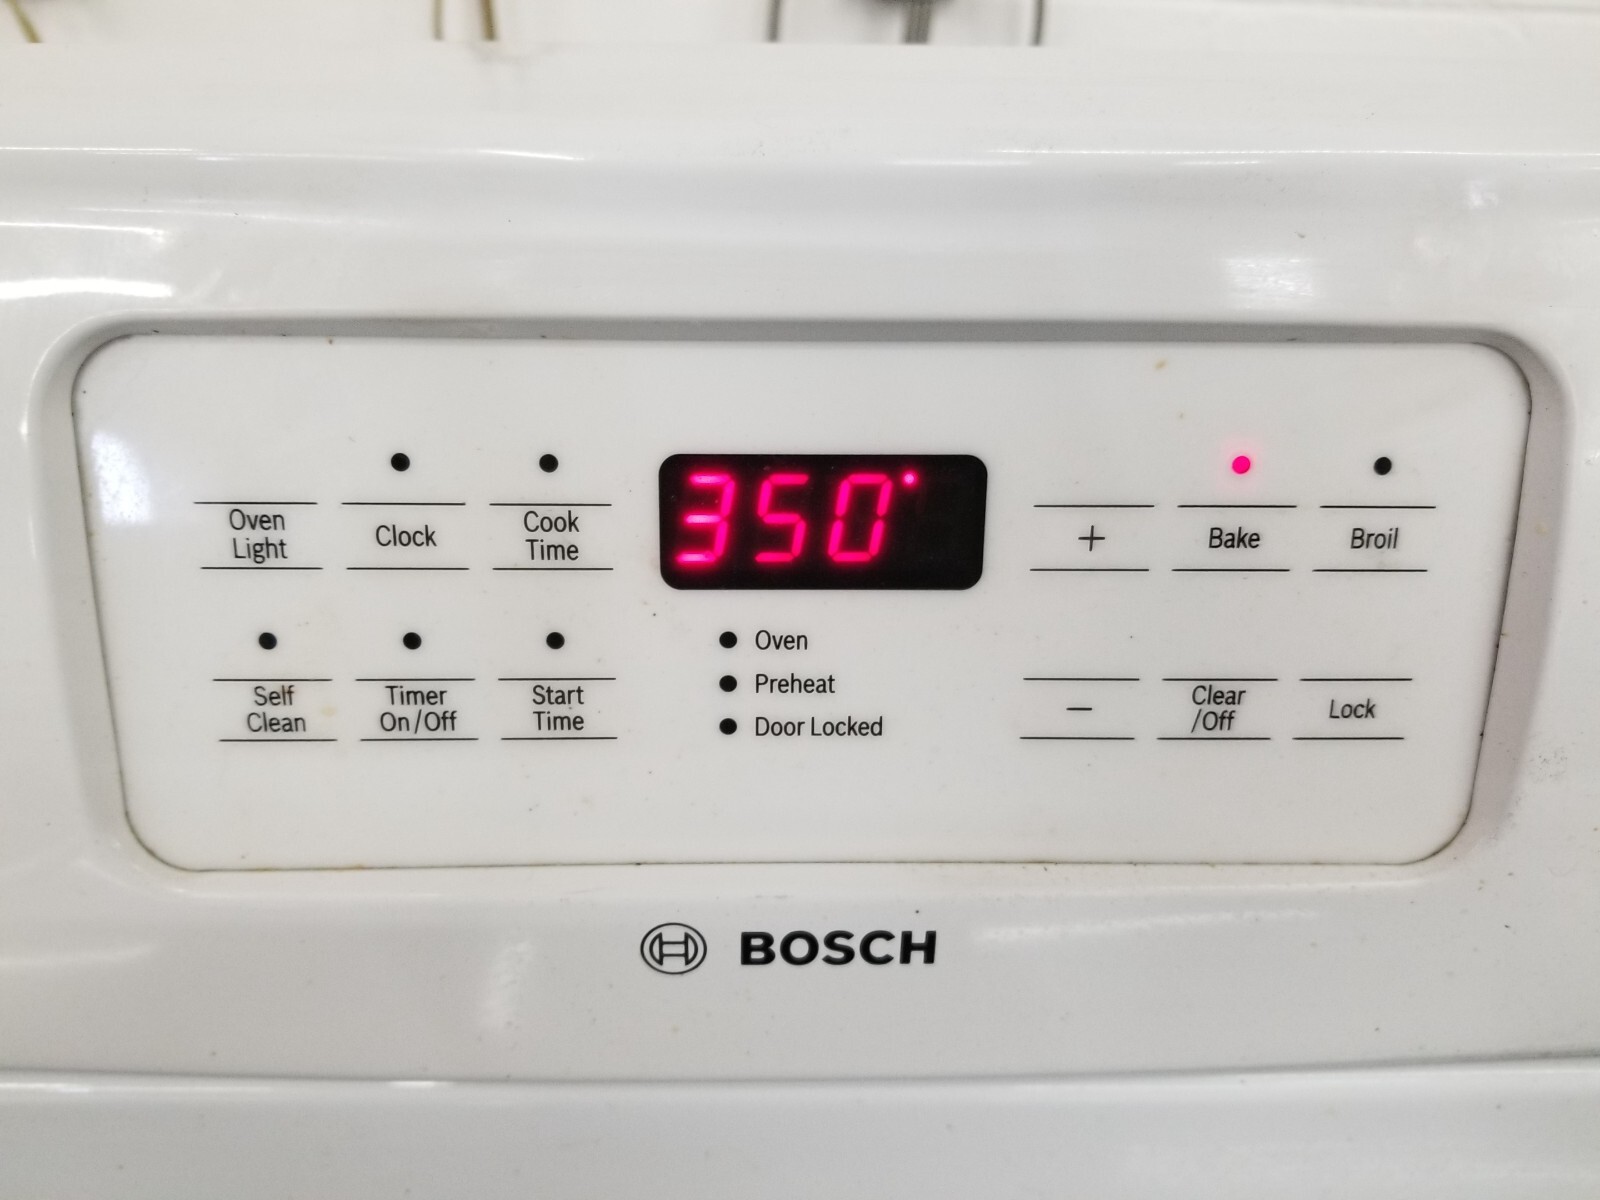 350°
Oven
Light
Clock
Cook
Time
+
Bake
Broil
Self
Clean
Timer
On/Off
Start
Time
Oven
Preheat
Door Locked
−
Clear
/Off
Lock
BOSCH